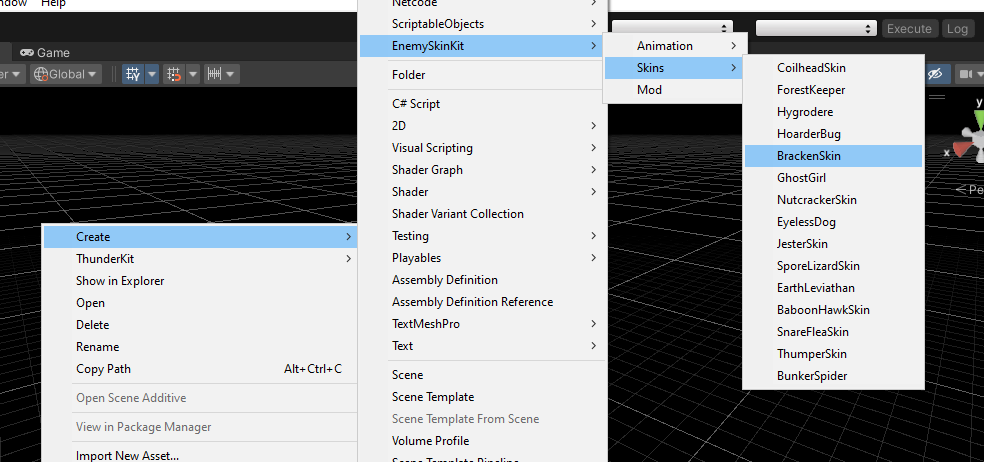 Help
Game
Global
Execute
Log
y
x
Create
ThunderKit
Show in Explorer
Open
Delete
Rename
Copy Path Alt+Ctrl+C
Open Scene Additive
View in Package Manager
Import New Asset...
Netcode
ScriptableObjects
EnemySkinKit
Folder
C# Script
2D
Visual Scripting
Shader Graph
Shader
Shader Variant Collection
Testing
Playables
Assembly Definition
Assembly Definition Reference
TextMeshPro
Text
Scene
Scene Template
Scene Template From Scene
Volume Profile
Scene Template Pipeline
Animation
Skins
Mod
CoilheadSkin
ForestKeeper
Hygrodere
HoarderBug
BrackenSkin
GhostGirl
NutcrackerSkin
EyelessDog
JesterSkin
SporeLizardSkin
EarthLeviathan
BaboonHawkSkin
SnareFleaSkin
ThumperSkin
BunkerSpider